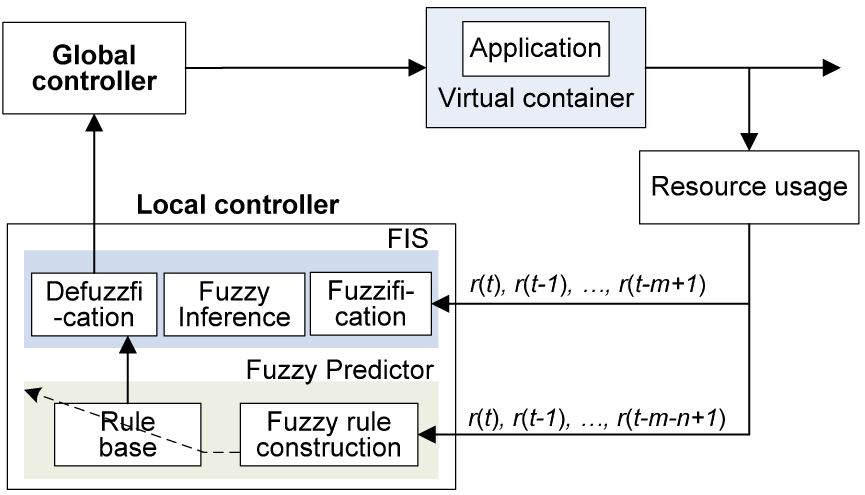 Global
controller
Application
Virtual container
Resource usage
Local controller
FIS
Defuzzfi
-cation
Fuzzy
Inference
Fuzzifi-
cation
r(t), r(t-1), …, r(t-m+1)
Fuzzy Predictor
Rule
base
Fuzzy rule
construction
r(t), r(t-1), …, r(t-m-n+1)